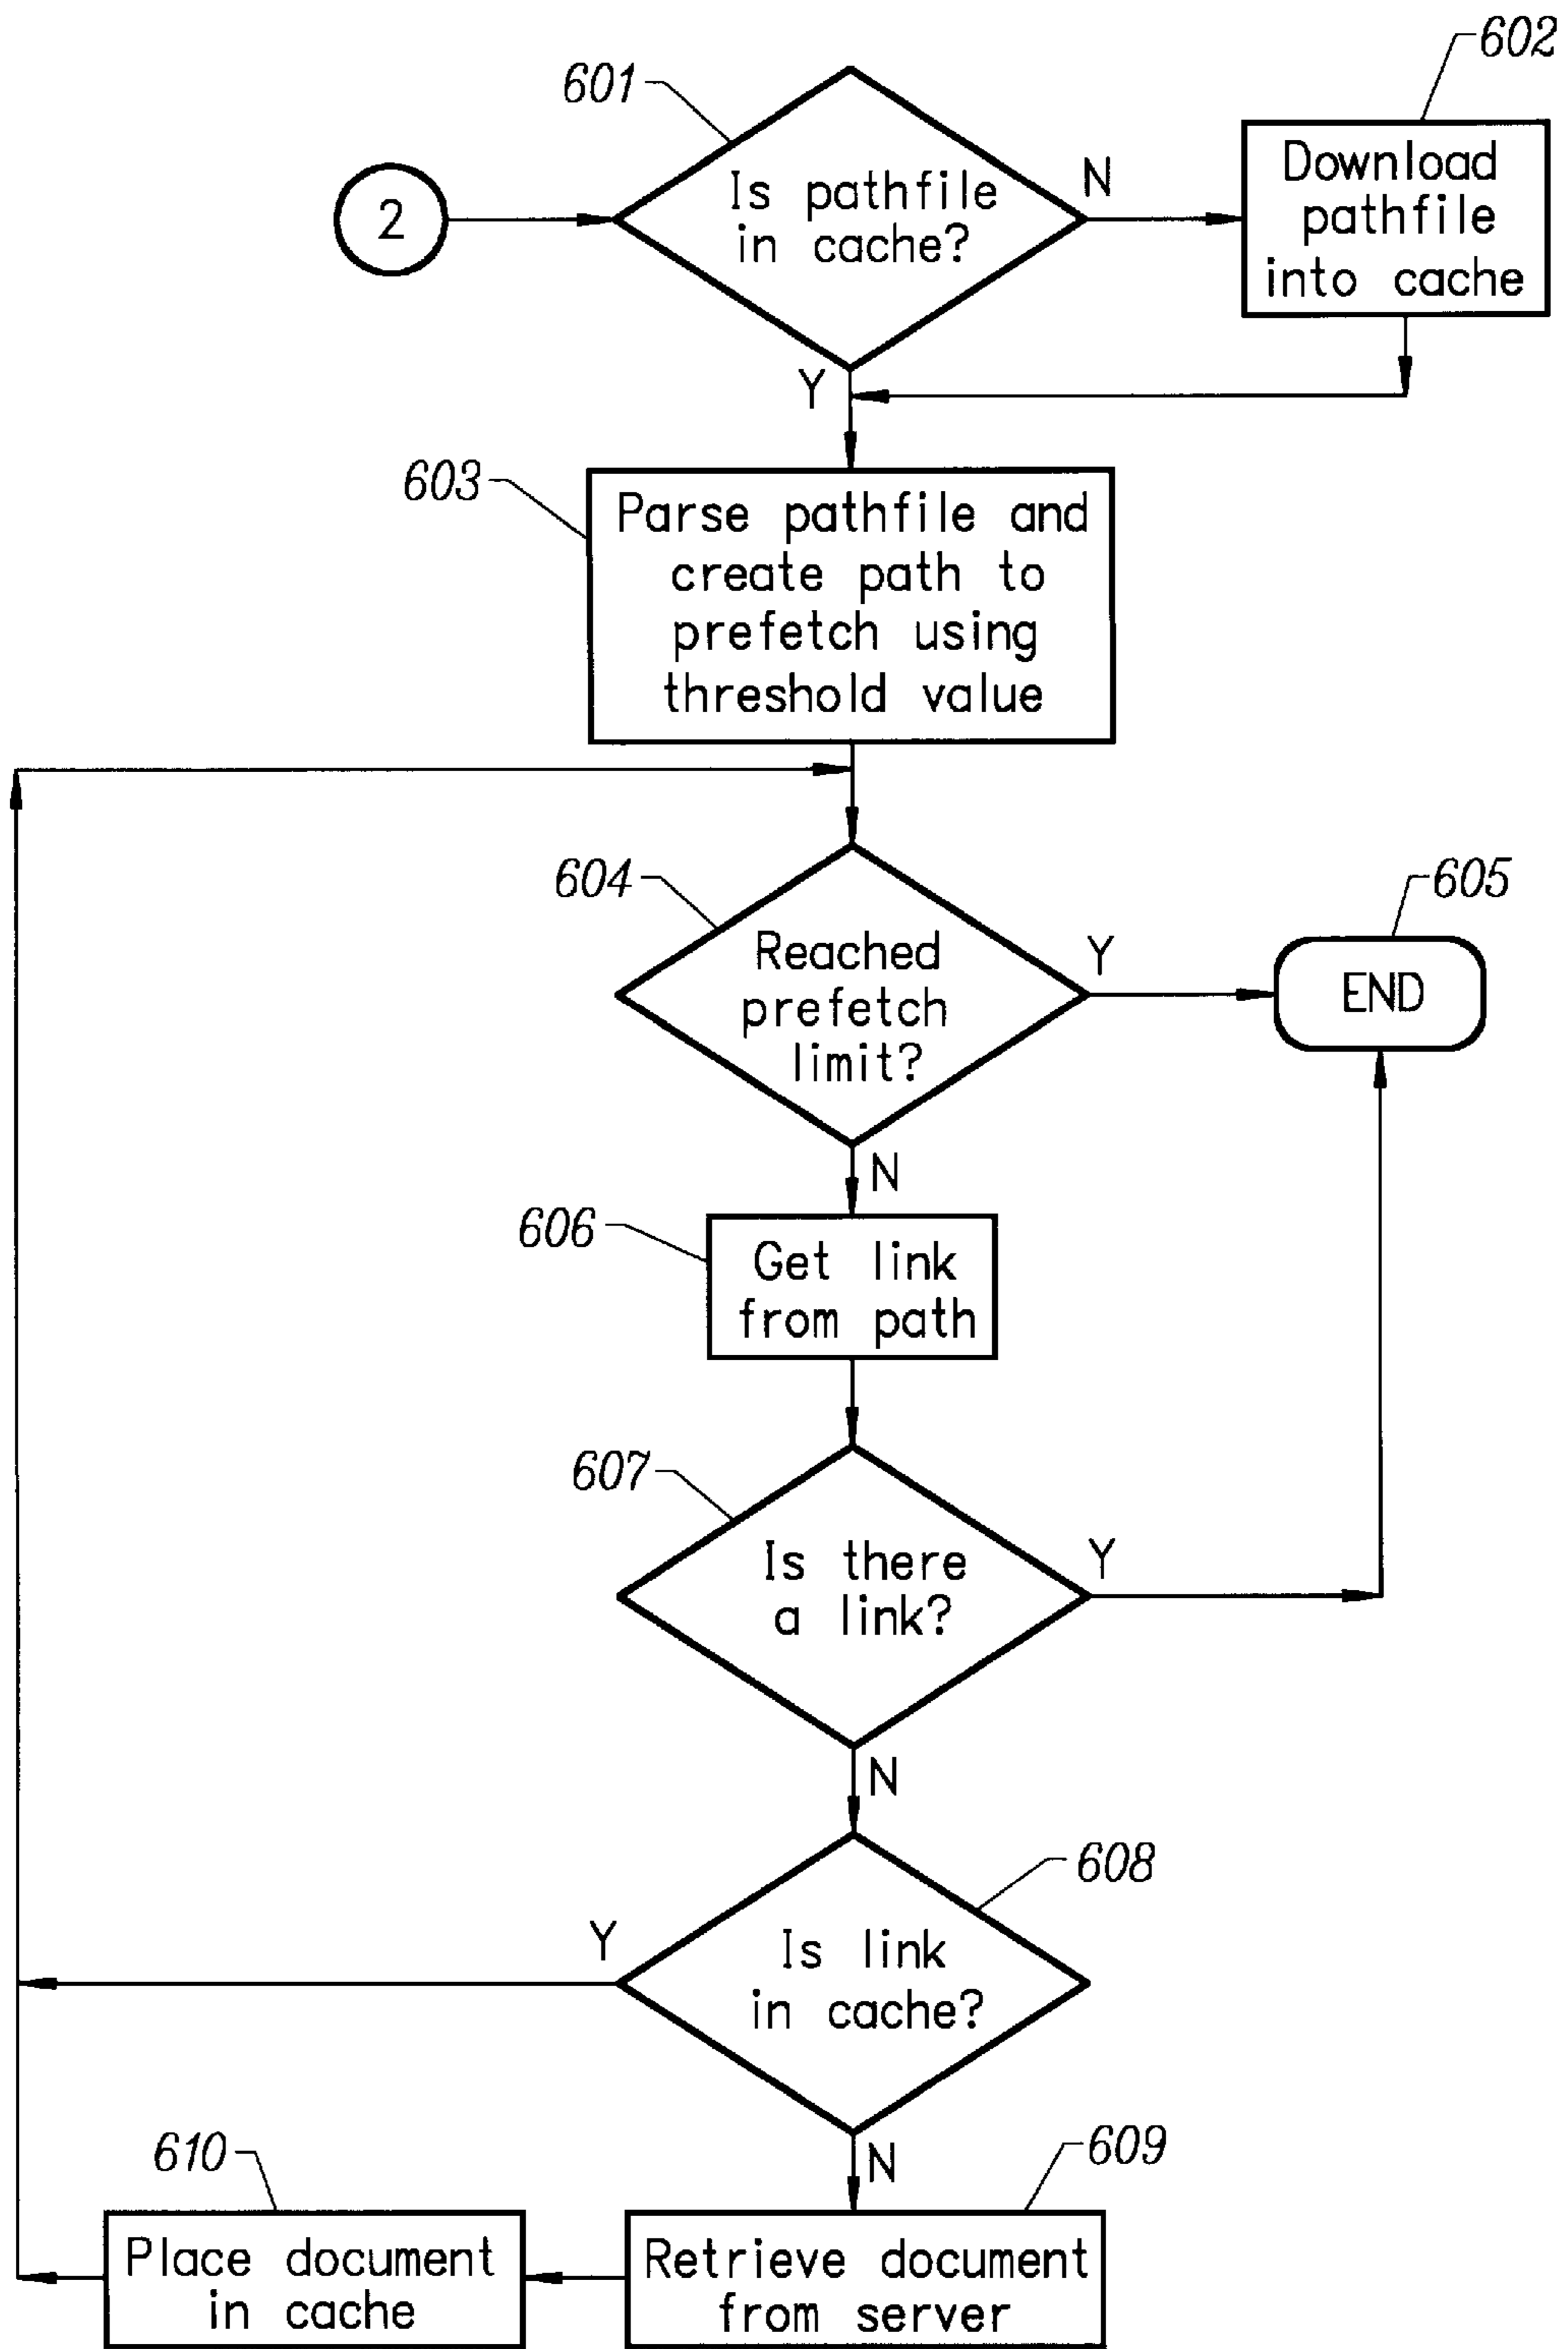 602
601
Download
pathfile
into cache
Is pathfile
in cache?
N
2
Y
603
Parse pathfile and
create path to
prefetch using
threshold value
604
605
Reached
prefetch
limit?
Y
END
N
606
Get link
from path
607
Is there
a link?
Y
N
608
Is link
in cache?
Y
N
610
609
Place document
in cache
Retrieve document
from server